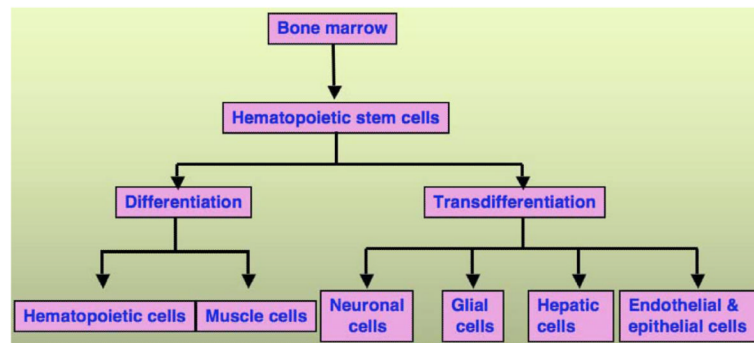 Bone marrow
Hematopoietic stem cells
Differentiation
Transdifferentiation
Hematopoietic cells
Muscle cells
Neuronal
cells
Glial
cells
Hepatic
cells
Endothelial &
epithelial cells